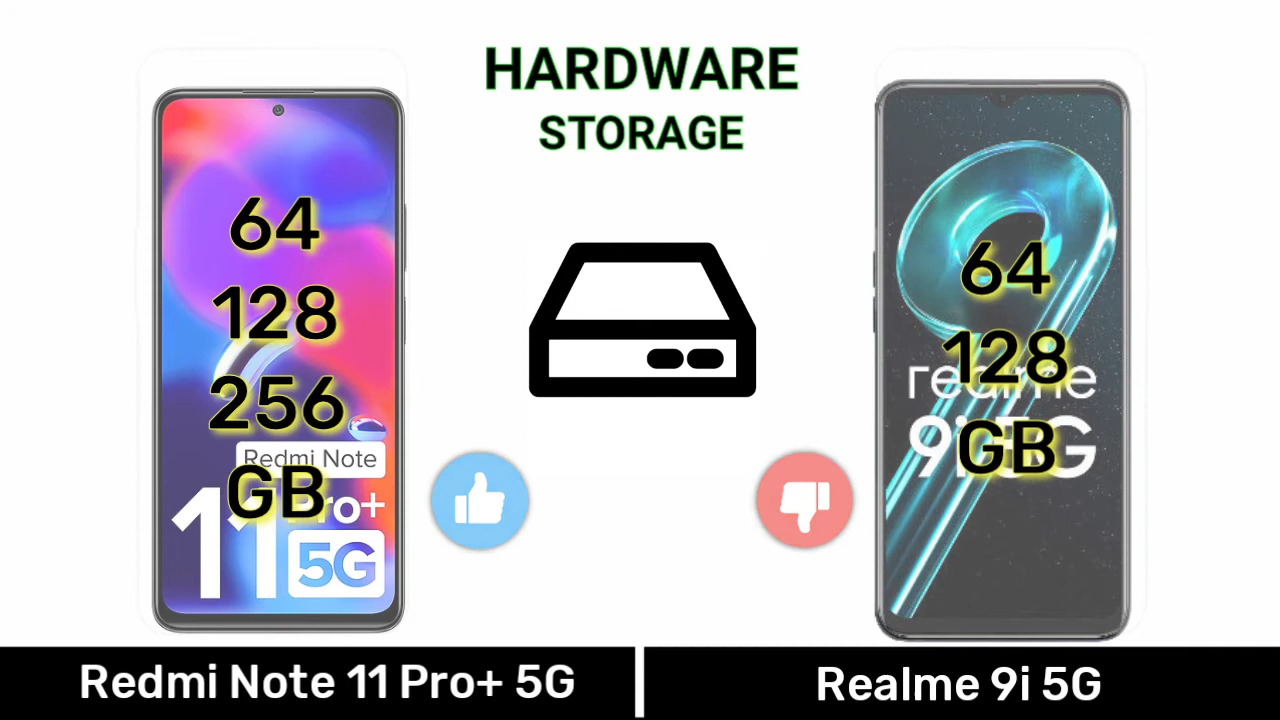 HARDWARE
STORAGE
64
128
256
GB
Redmi Note
11 Pro+
5G
64
128
GB
realme
9i 5G
Redmi Note 11 Pro+ 5G
Realme 9i 5G